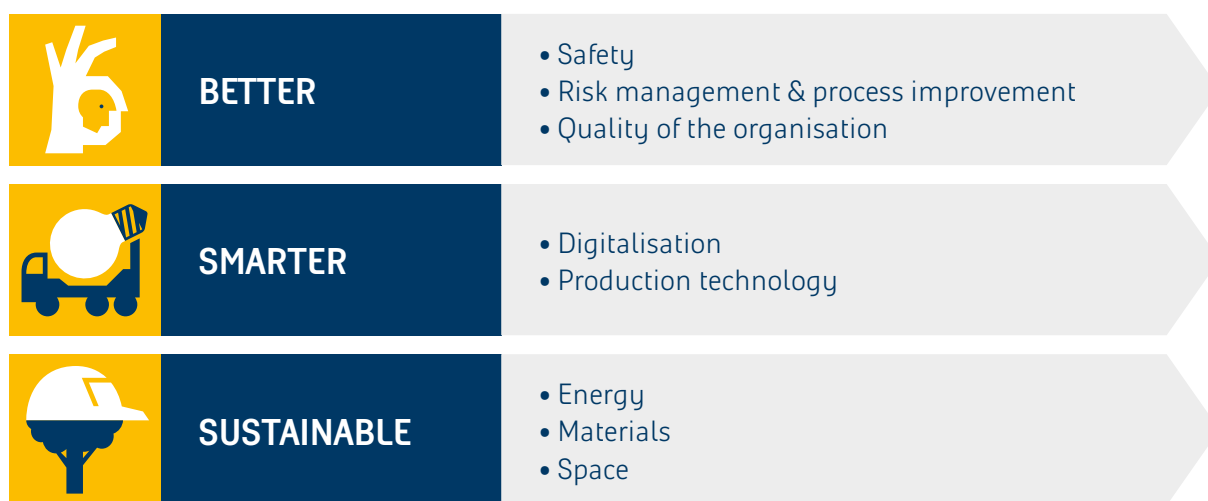 BETTER
• Safety
• Risk management & process improvement
• Quality of the organisation
SMARTER
• Digitalisation
• Production technology
SUSTAINABLE
• Energy
• Materials
• Space